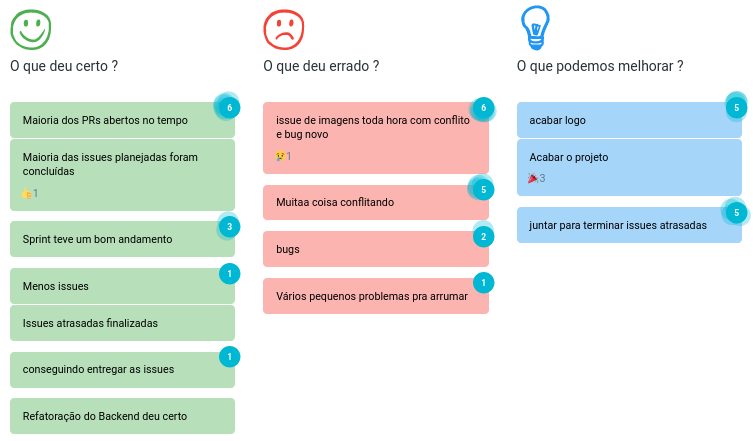 O que deu certo ?
6
Maioria dos PRs abertos no tempo
Maioria das issues planejadas foram
concluídas
👍1
3
Sprint teve um bom andamento
1
Menos issues
Issues atrasadas finalizadas
1
conseguindo entregar as issues
Refatoração do Backend deu certo
O que deu errado ?
6
issue de imagens toda hora com conflito
e bug novo
😢1
5
Muitaa coisa conflitando
2
bugs
1
Vários pequenos problemas pra arrumar
O que podemos melhorar ?
5
acabar logo
Acabar o projeto
🎉3
5
juntar para terminar issues atrasadas